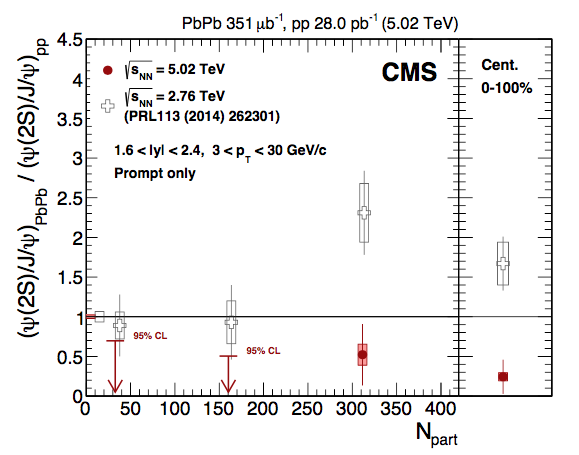 PbPb 351 μb⁻¹, pp 28.0 pb⁻¹ (5.02 TeV)
(ψ(2S)/J/ψ)PbPb / (ψ(2S)/J/ψ)pp
4.5
4
3.5
3
2.5
2
1.5
1
0.5
0
√sNN = 5.02 TeV
√sNN = 2.76 TeV
(PRL113 (2014) 262301)
CMS
Cent.
0-100%
1.6 < |y| < 2.4, 3 < pT < 30 GeV/c
Prompt only
95% CL
95% CL
0 50 100 150 200 250 300 350 400
Npart